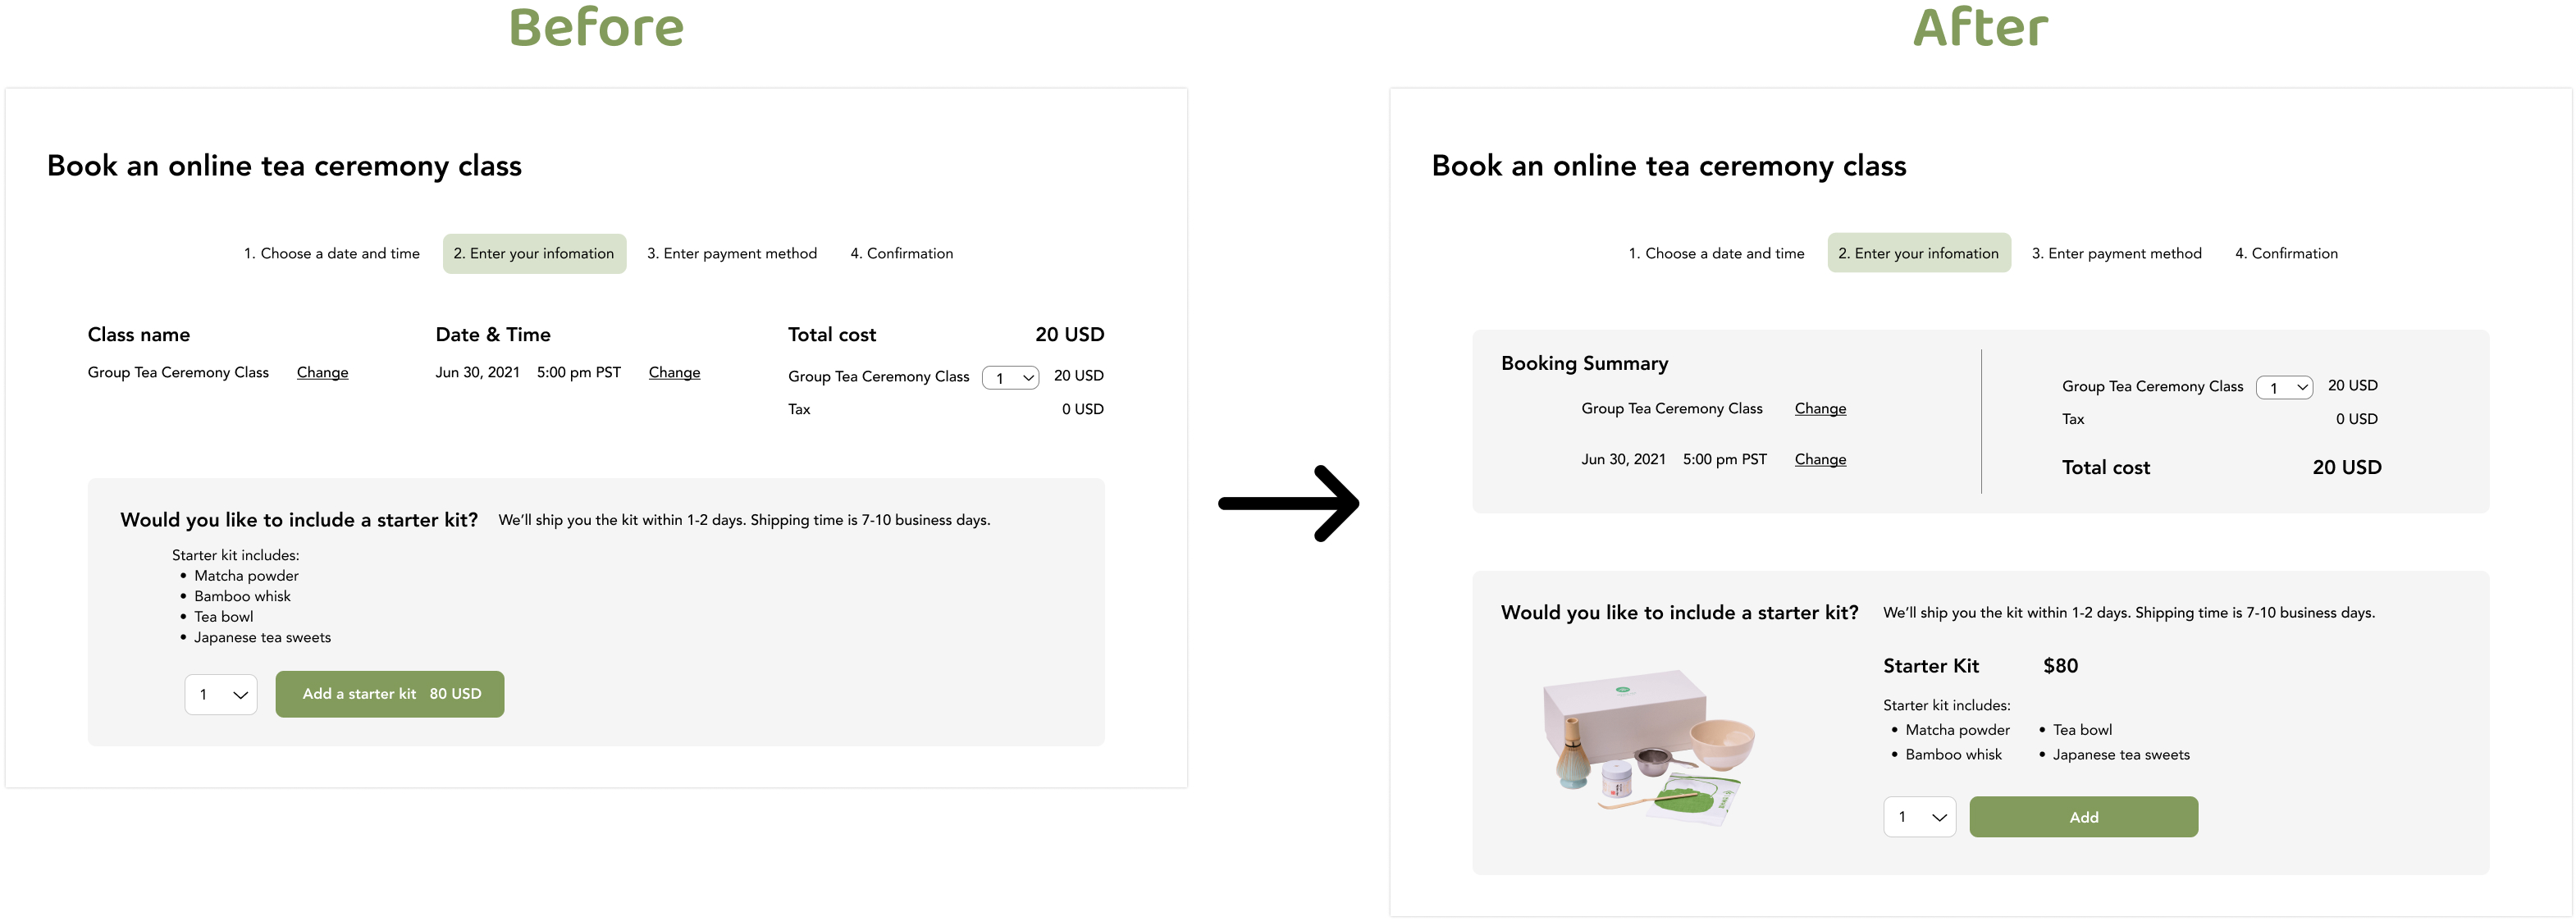 Before
Book an online tea ceremony class
1. Choose a date and time 2. Enter your infomation 3. Enter payment method 4. Confirmation
Class name Date & Time Total cost 20 USD
Group Tea Ceremony Class Change Jun 30, 2021 5:00 pm PST Change Group Tea Ceremony Class 1 20 USD
Tax 0 USD
Would you like to include a starter kit? We'll ship you the kit within 1-2 days. Shipping time is 7-10 business days.
Starter kit includes:
• Matcha powder
• Bamboo whisk
• Tea bowl
• Japanese tea sweets
1 Add a starter kit 80 USD
After
Book an online tea ceremony class
1. Choose a date and time 2. Enter your infomation 3. Enter payment method 4. Confirmation
Booking Summary
Group Tea Ceremony Class Change
Jun 30, 2021 5:00 pm PST Change
Group Tea Ceremony Class 1 20 USD
Tax 0 USD
Total cost 20 USD
Would you like to include a starter kit? We'll ship you the kit within 1-2 days. Shipping time is 7-10 business days.
Starter Kit $80
Starter kit includes:
• Matcha powder • Tea bowl
• Bamboo whisk • Japanese tea sweets
1 Add